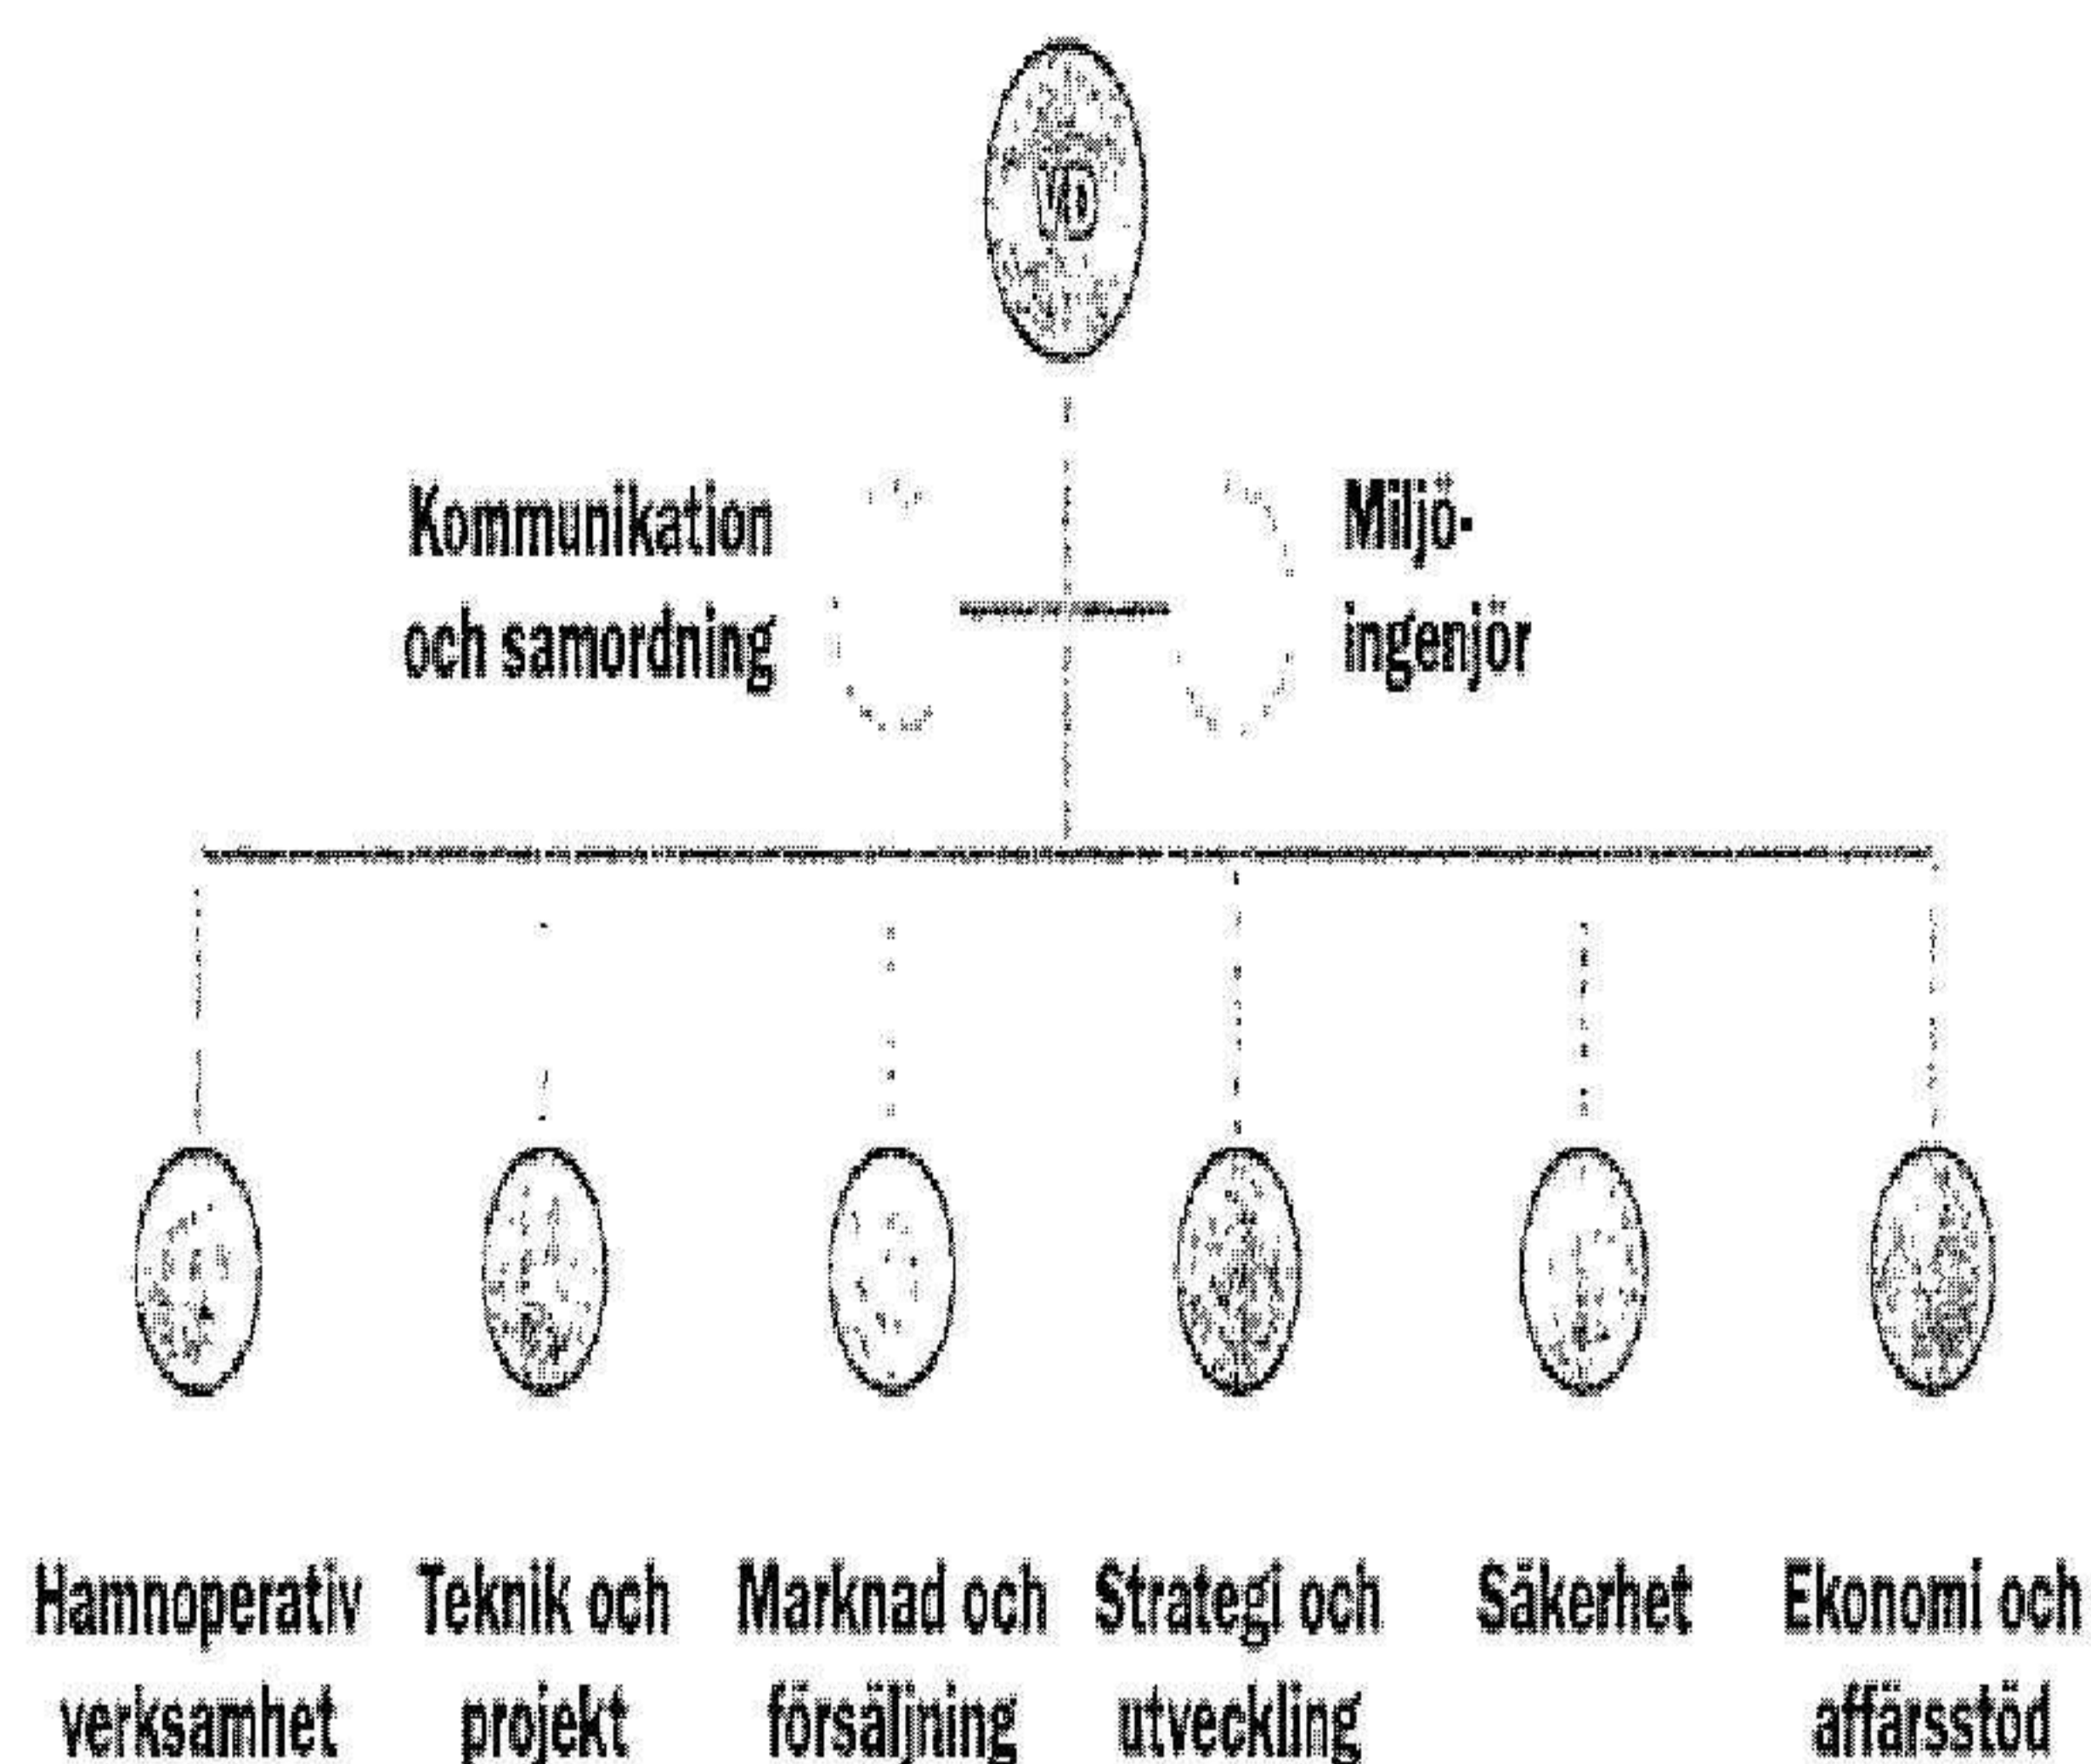 VD
Kommunikation
och samordning
Miljö-
ingenjör
Hamnoperativ
verksamhet
Teknik och
projekt
Marknad och
försäljning
Strategi och
utveckling
Säkerhet
Ekonomi och
affärsstöd